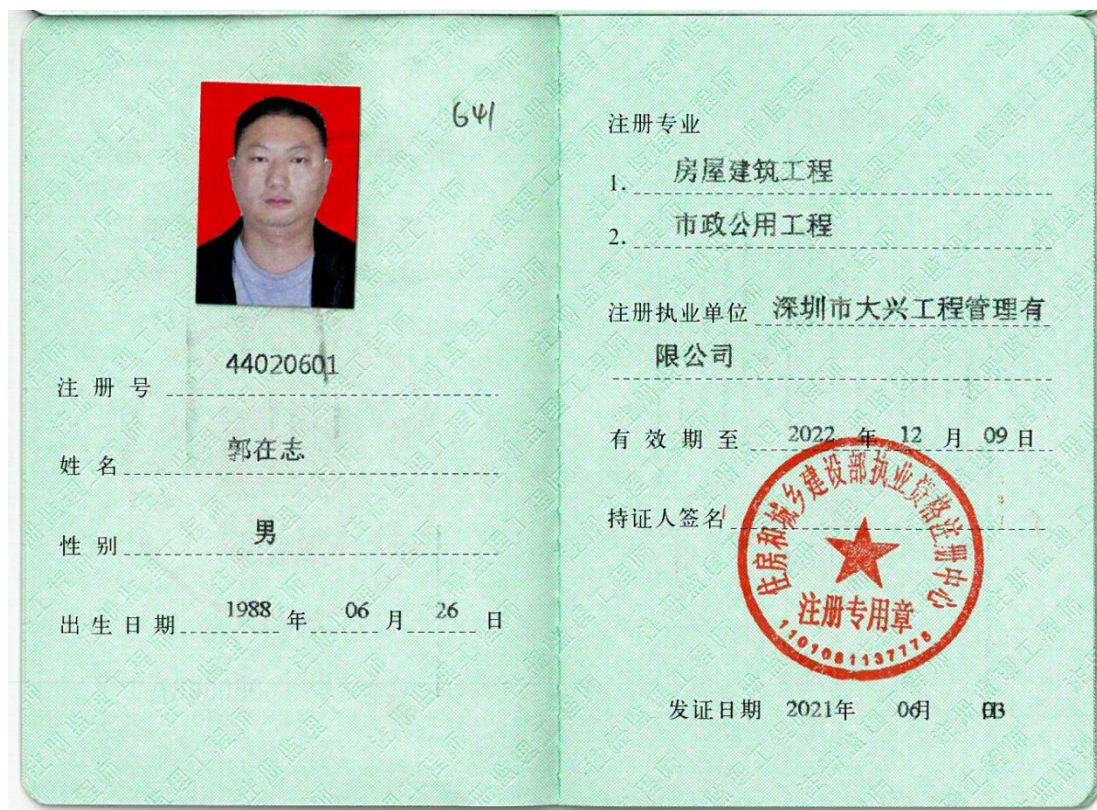 641
注册号 44020601
姓名 郭在志
性别 男
出生日期 1988 年 06 月 26 日
注册专业
1. 房屋建筑工程
2. 市政公用工程
注册执业单位 深圳市大兴工程管理有
限公司
有效期至 2022 年 12 月 09 日
持证人签名
住房和城乡建设部执业资格注册中心
注册专用章
1101081137775
发证日期 2021年 06月 03日